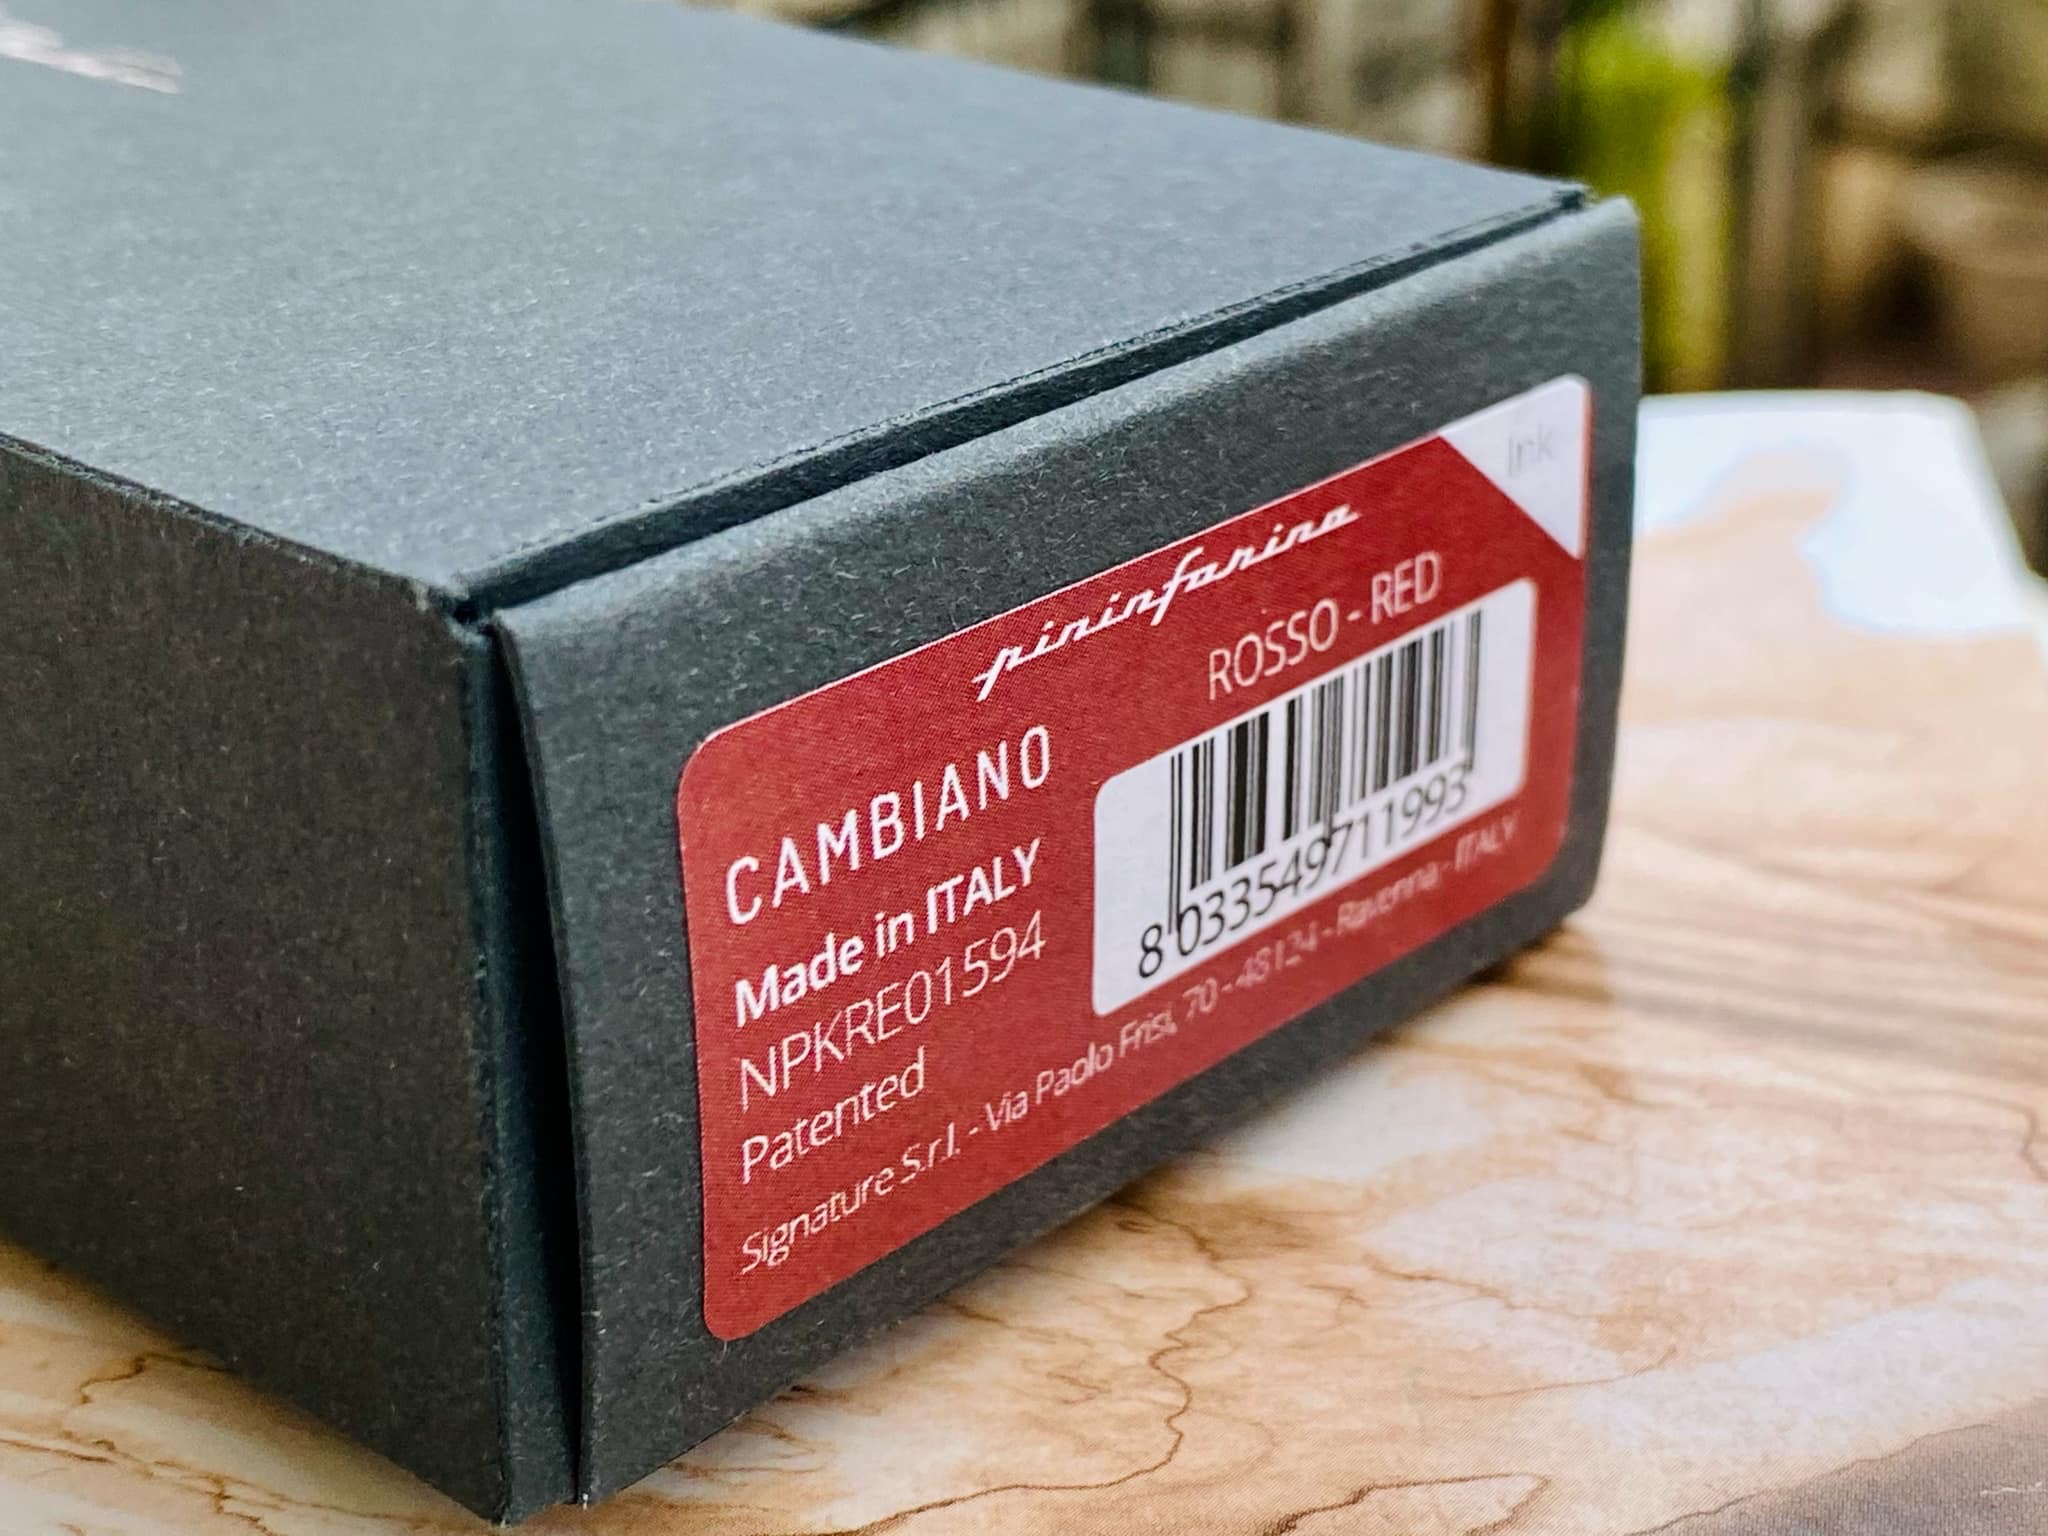 Ink
pininfarina
CAMBIANO
ROSSO - RED
Made in ITALY
NPKRE01594
Patented
8 033549 711993
Signature S.r.l. - Via Paolo Frisi, 70 - 48124 - Ravenna - ITALY